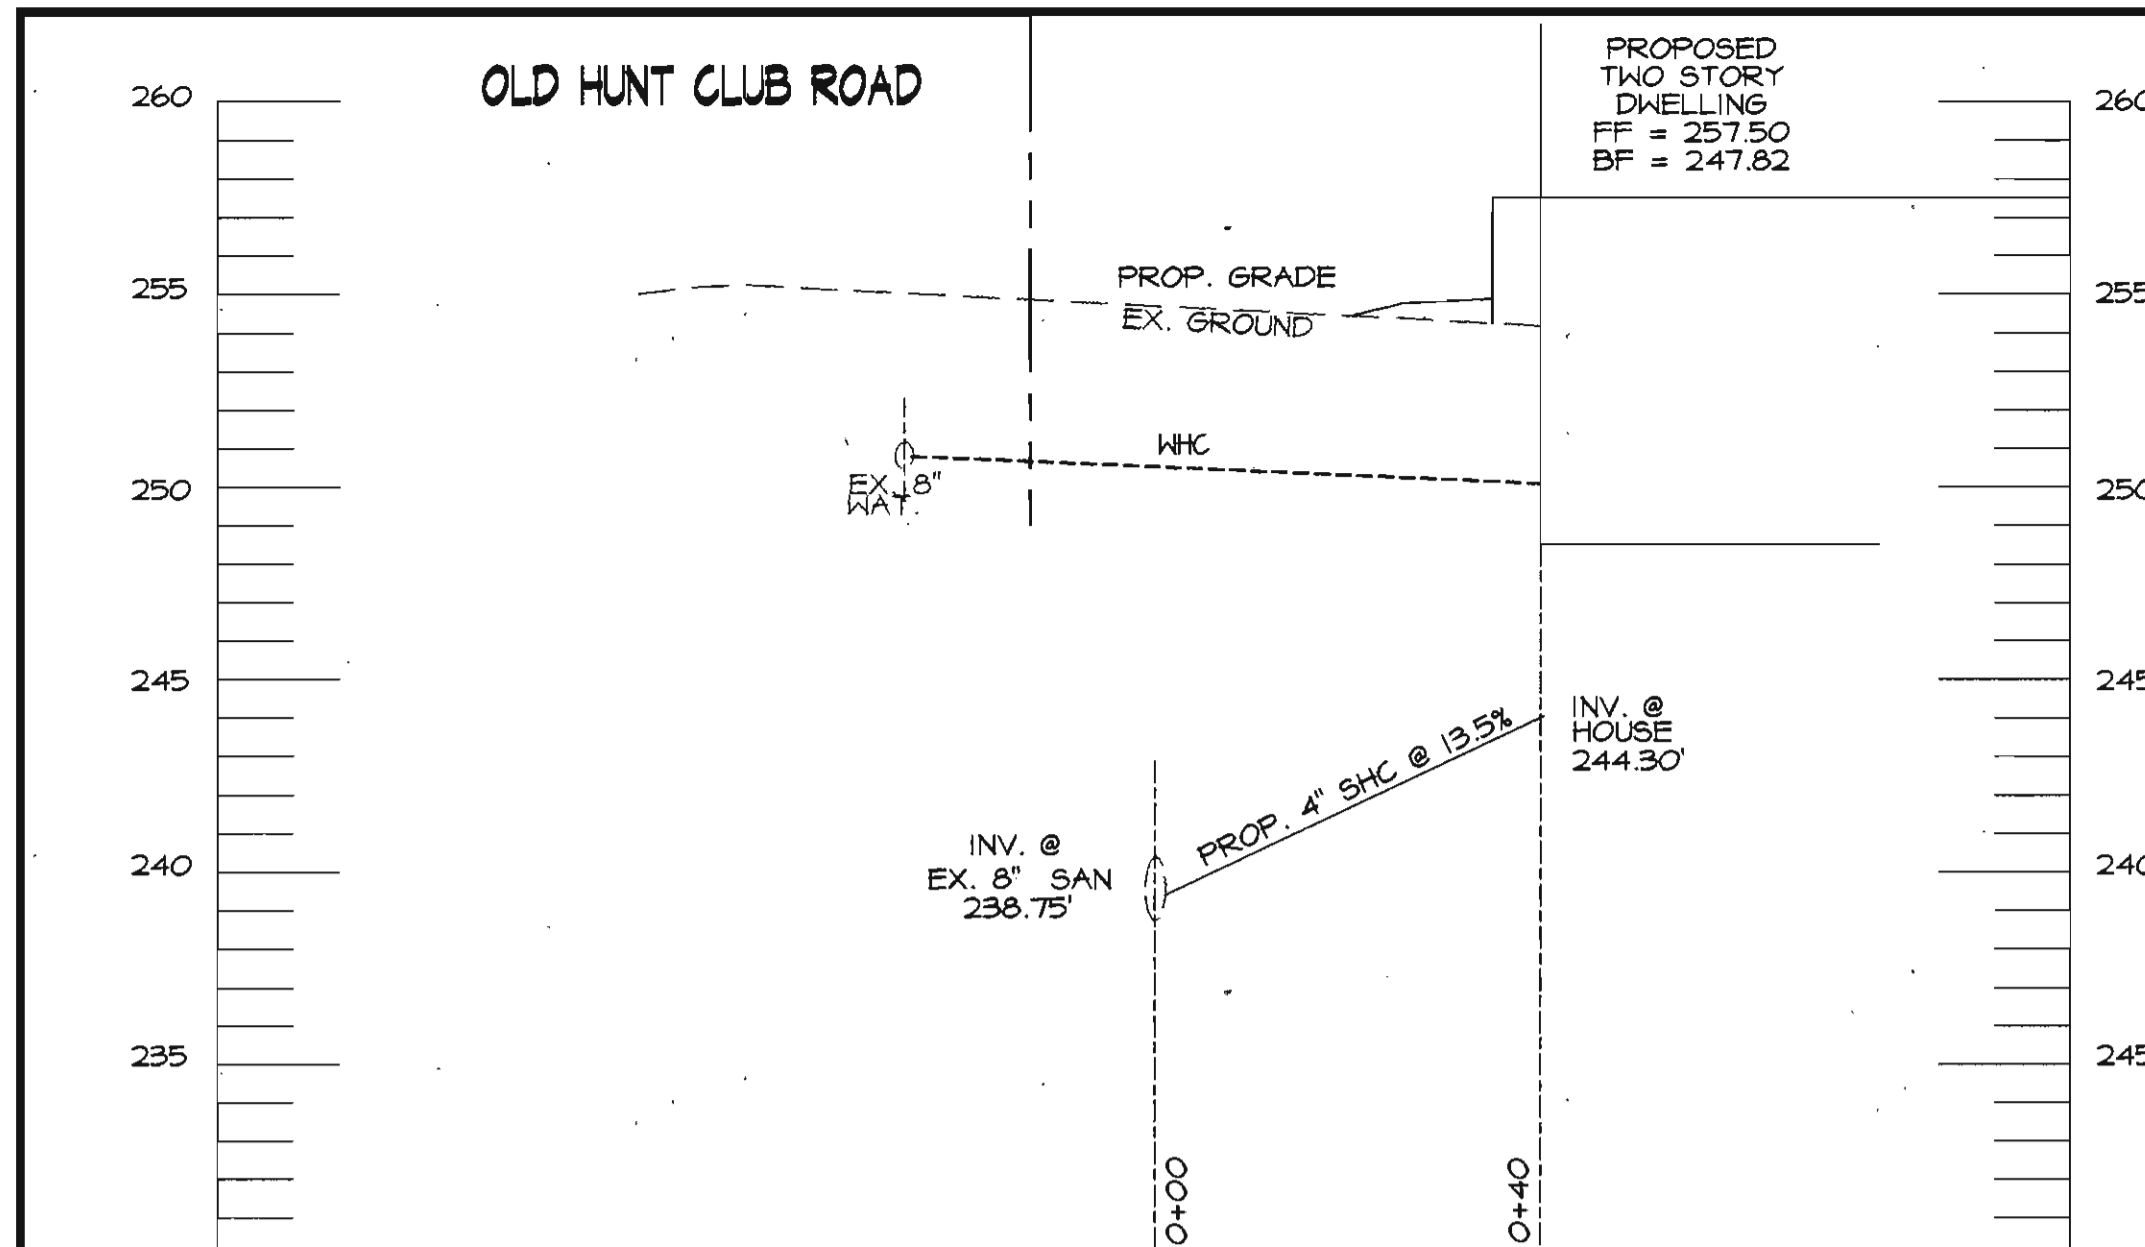 OLD HUNT CLUB ROAD
PROPOSED
TWO STORY
DWELLING
FF = 257.50
BF = 247.82
260
255
250
245
240
235
PROP. GRADE
EX. GROUND
WHC
EX. 8"
WAT.
PROP. 4" SHC @ 13.5%
INV. @
HOUSE
244.30'
INV. @
EX. 8" SAN
238.75'
0+00
0+40
260
255
250
245
240
245